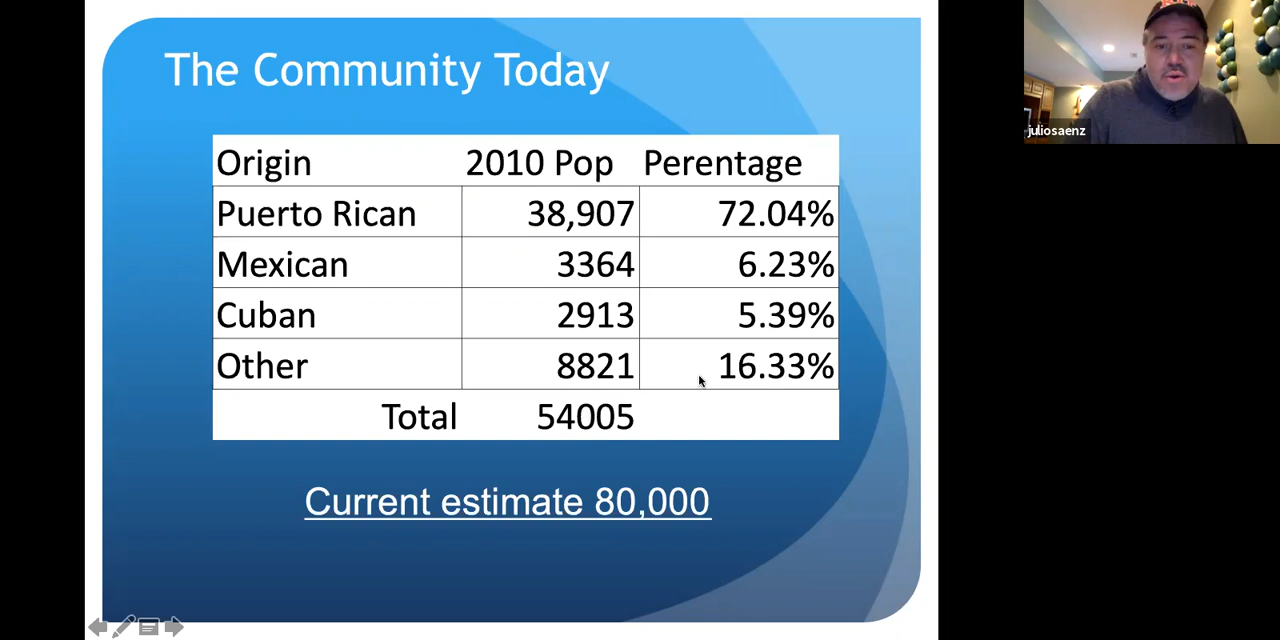 The Community Today
Origin 2010 Pop Perentage
Puerto Rican 38,907 72.04%
Mexican 3364 6.23%
Cuban 2913 5.39%
Other 8821 16.33%
Total 54005
Current estimate 80,000
juliosaenz